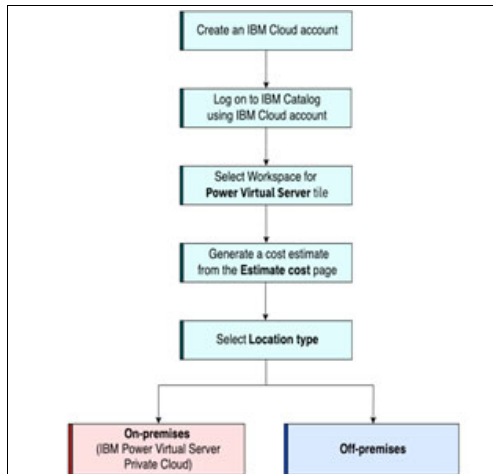 Create an IBM Cloud account
Log on to IBM Catalog
using IBM Cloud account
Select Workspace for
Power Virtual Server tile
Generate a cost estimate
from the Estimate cost page
Select Location type
On-premises
(IBM Power Virtual Server
Private Cloud)
Off-premises